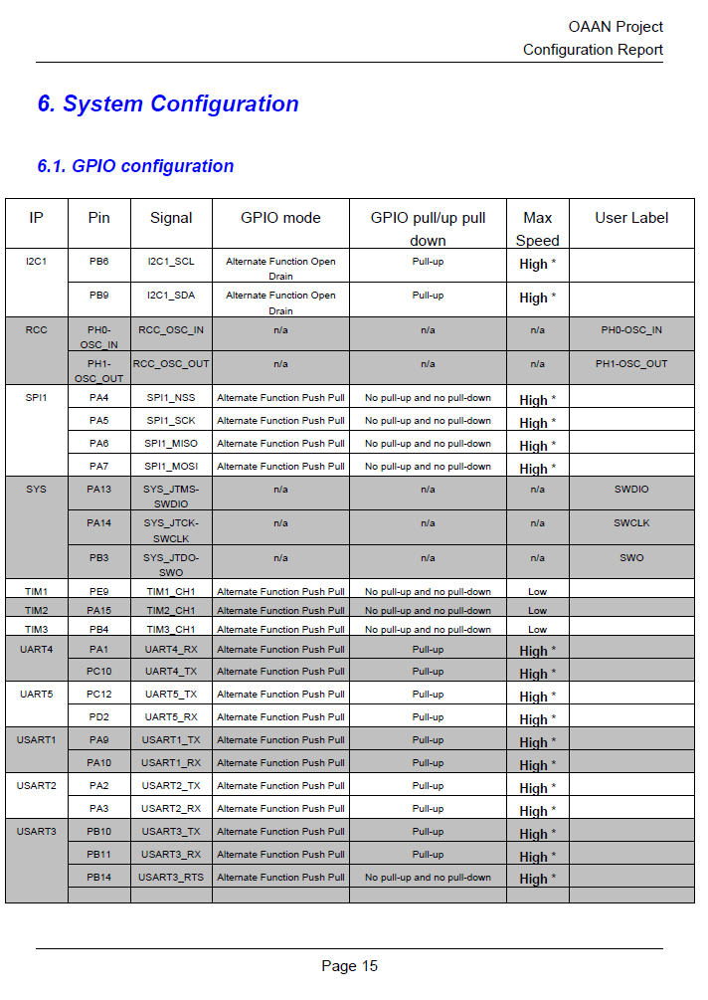 OAAN Project
Configuration Report
6. System Configuration
6.1. GPIO configuration
IP Pin Signal GPIO mode GPIO pull/up pull down Max Speed User Label
I2C1 PB6 I2C1_SCL Alternate Function Open Drain Pull-up High *
PB9 I2C1_SDA Alternate Function Open Drain Pull-up High *
RCC PH0-OSC_IN RCC_OSC_IN n/a n/a n/a PH0-OSC_IN
PH1-OSC_OUT RCC_OSC_OUT n/a n/a n/a PH1-OSC_OUT
SPI1 PA4 SPI1_NSS Alternate Function Push Pull No pull-up and no pull-down High *
PA5 SPI1_SCK Alternate Function Push Pull No pull-up and no pull-down High *
PA6 SPI1_MISO Alternate Function Push Pull No pull-up and no pull-down High *
PA7 SPI1_MOSI Alternate Function Push Pull No pull-up and no pull-down High *
SYS PA13 SYS_JTMS-SWDIO n/a n/a n/a SWDIO
PA14 SYS_JTCK-SWCLK n/a n/a n/a SWCLK
PB3 SYS_JTDO-SWO n/a n/a n/a SWO
TIM1 PE9 TIM1_CH1 Alternate Function Push Pull No pull-up and no pull-down Low
TIM2 PA15 TIM2_CH1 Alternate Function Push Pull No pull-up and no pull-down Low
TIM3 PB4 TIM3_CH1 Alternate Function Push Pull No pull-up and no pull-down Low
UART4 PA1 UART4_RX Alternate Function Push Pull Pull-up High *
PC10 UART4_TX Alternate Function Push Pull Pull-up High *
UART5 PC12 UART5_TX Alternate Function Push Pull Pull-up High *
PD2 UART5_RX Alternate Function Push Pull Pull-up High *
USART1 PA9 USART1_TX Alternate Function Push Pull Pull-up High *
PA10 USART1_RX Alternate Function Push Pull Pull-up High *
USART2 PA2 USART2_TX Alternate Function Push Pull Pull-up High *
PA3 USART2_RX Alternate Function Push Pull Pull-up High *
USART3 PB10 USART3_TX Alternate Function Push Pull Pull-up High *
PB11 USART3_RX Alternate Function Push Pull Pull-up High *
PB14 USART3_RTS Alternate Function Push Pull No pull-up and no pull-down High *
Page 15